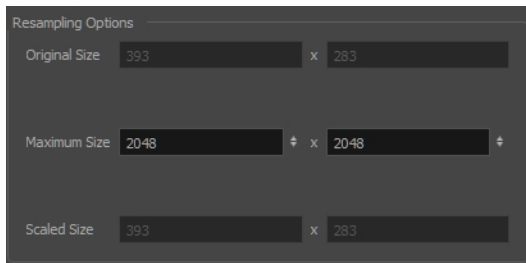 Resampling Options
Original Size 393 x 283
Maximum Size 2048 x 2048
Scaled Size 393 x 283